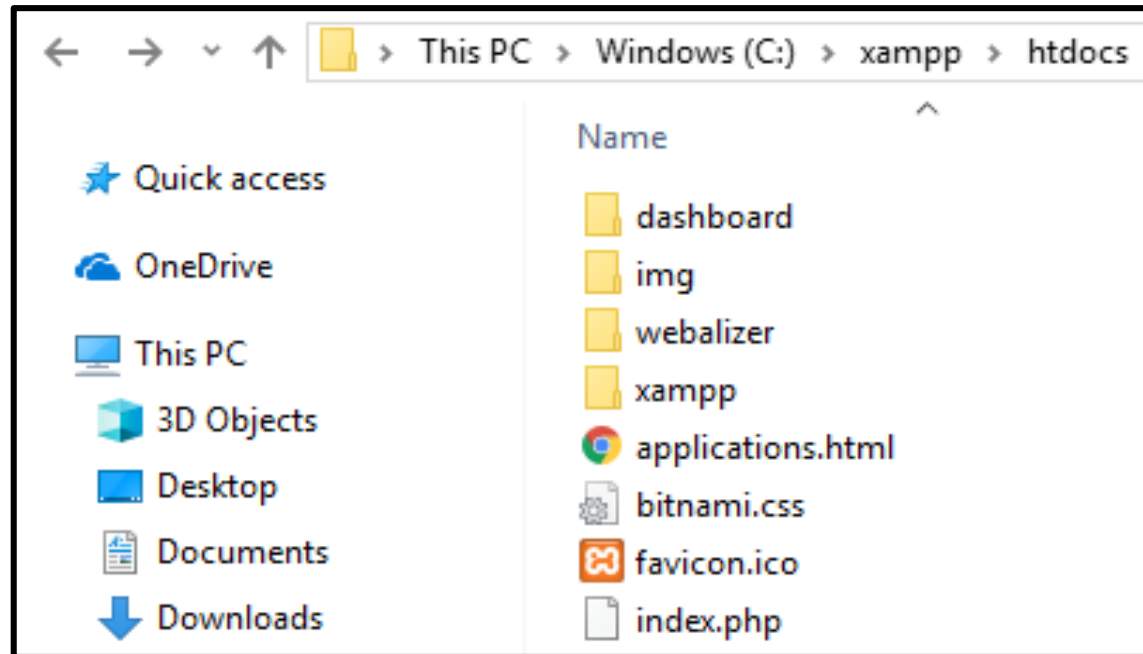 This PC > Windows (C:) > xampp > htdocs
Name
Quick access
OneDrive
This PC
3D Objects
Desktop
Documents
Downloads
dashboard
img
webalizer
xampp
applications.html
bitnami.css
favicon.ico
index.php